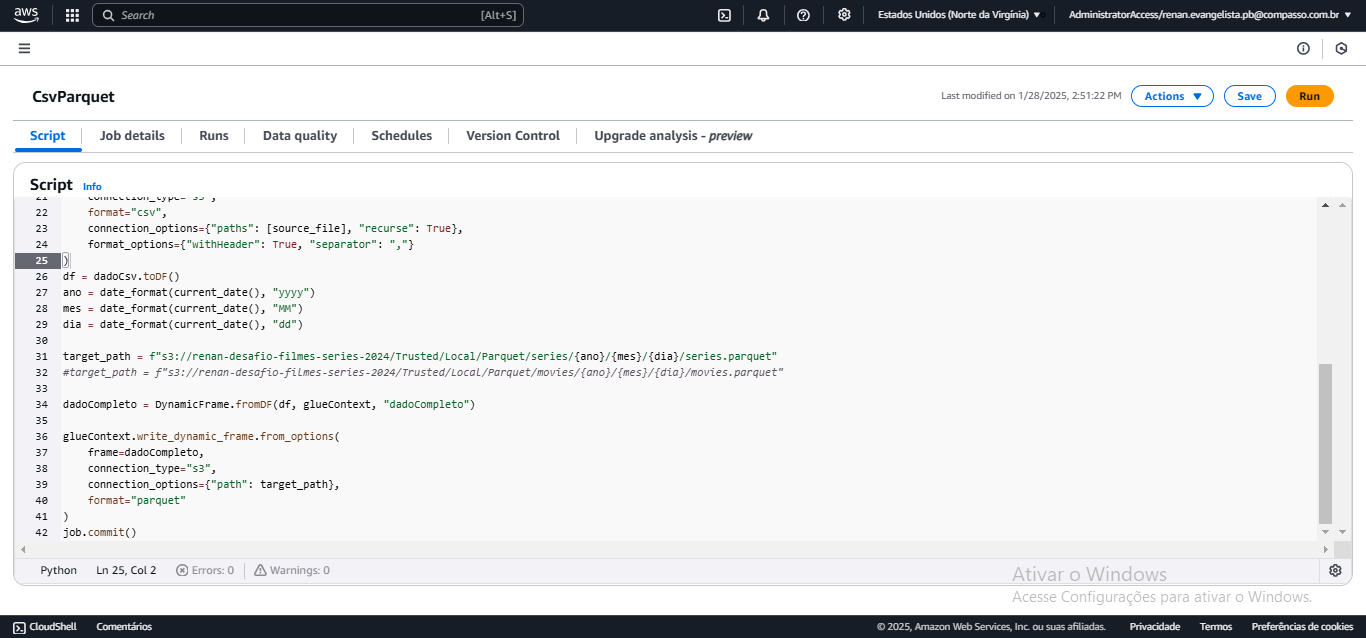 aws
Search [Alt+S]
Estados Unidos (Norte da Virgínia)
AdministratorAccess/renan.evangelista.pb@compasso.com.br
CsvParquet
Last modified on 1/28/2025, 2:51:22 PM
Actions
Save
Run
Script
Job details
Runs
Data quality
Schedules
Version Control
Upgrade analysis - preview
Script Info
21 connection_type="s3",
22 format="csv",
23 connection_options={"paths": [source_file], "recurse": True},
24 format_options={"withHeader": True, "separator": ","}
25 )
26 df = dadoCsv.toDF()
27 ano = date_format(current_date(), "yyyy")
28 mes = date_format(current_date(), "MM")
29 dia = date_format(current_date(), "dd")
30
31 target_path = f"s3://renan-desafio-filmes-series-2024/Trusted/Local/Parquet/series/{ano}/{mes}/{dia}/series.parquet"
32 #target_path = f"s3://renan-desafio-filmes-series-2024/Trusted/Local/Parquet/movies/{ano}/{mes}/{dia}/movies.parquet"
33
34 dadoCompleto = DynamicFrame.fromDF(df, glueContext, "dadoCompleto")
35
36 glueContext.write_dynamic_frame.from_options(
37 frame=dadoCompleto,
38 connection_type="s3",
39 connection_options={"path": target_path},
40 format="parquet"
41 )
42 job.commit()
Python Ln 25, Col 2 Errors: 0 Warnings: 0
Ativar o Windows
Acesse Configurações para ativar o Windows.
CloudShell Comentários © 2025, Amazon Web Services, Inc. ou suas afiliadas. Privacidade Termos Preferências de cookies